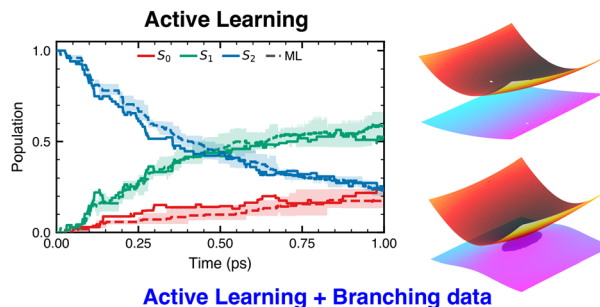 Active Learning
S₀ S₁ S₂ ML
1.0
0.5
0.0
Population
0.00 0.25 0.50 0.75 1.00
Time (ps)
Active Learning + Branching data